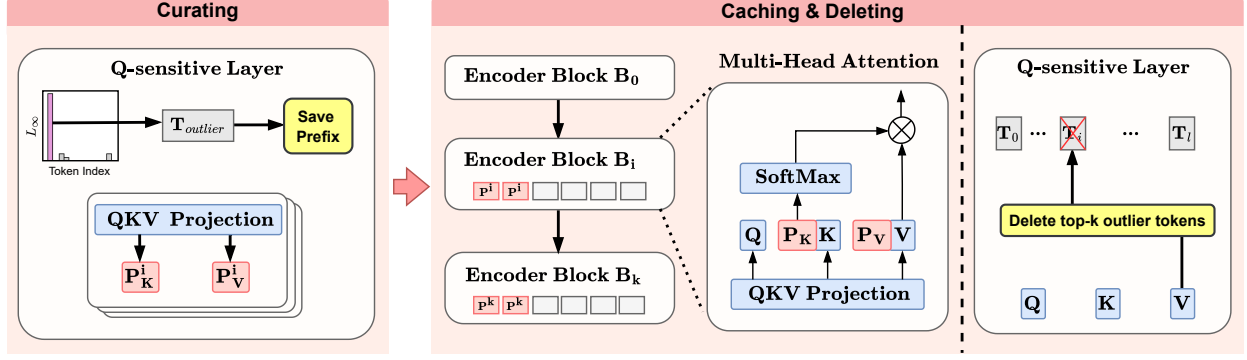 Curating
Q-sensitive Layer
L∞
Token Index
T_outlier
Save
Prefix
QKV Projection
P^i_K
P^i_V
Caching & Deleting
Encoder Block B_0
Encoder Block B_i
P^i P^i
Encoder Block B_k
P^k P^k
Multi-Head Attention
SoftMax
Q P_K K P_V V
QKV Projection
Q-sensitive Layer
T_0 ... T_i ... T_l
Delete top-k outlier tokens
Q K V